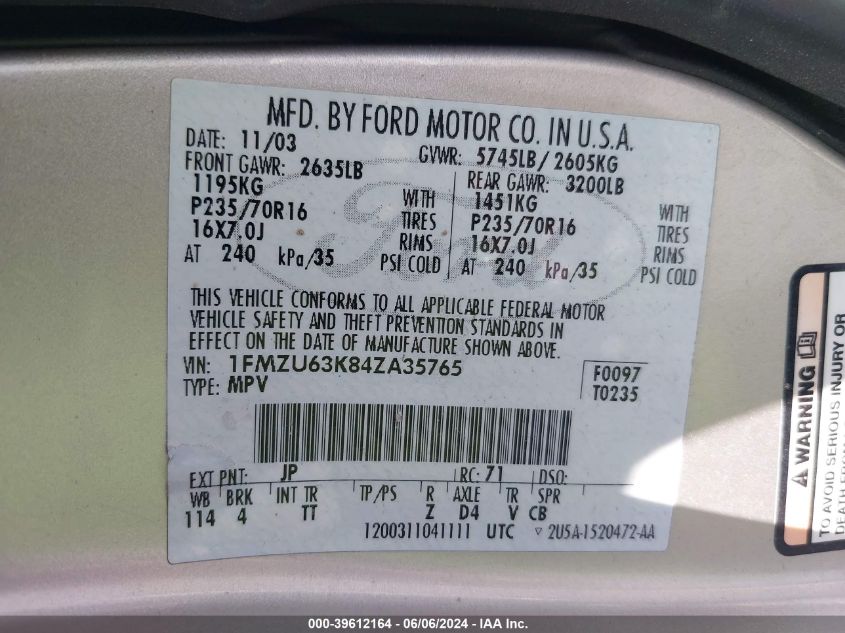 MFD. BY FORD MOTOR CO. IN U.S.A.
DATE: 11/03 GVWR: 5745LB/ 2605KG
FRONT GAWR: 2635LB REAR GAWR: 3200LB
1195KG WITH 1451KG WITH
P235/70R16 TIRES P235/70R16 TIRES
16X7.0J RIMS 16X7.0J RIMS
AT 240 kPa/35 PSI COLD AT 240 kPa/35 PSI COLD
Ford
THIS VEHICLE CONFORMS TO ALL APPLICABLE FEDERAL MOTOR
VEHICLE SAFETY AND THEFT PREVENTION STANDARDS IN
EFFECT ON THE DATE OF MANUFACTURE SHOWN ABOVE.
VIN: 1FMZU63K84ZA35765
TYPE: MPV
F0097
T0235
EXT PNT: JP RC: 71 DSO:
WB BRK INT TR TP/PS R AXLE TR SPR
114 4 TT Z D4 V CB
1200311041111 UTC ▿ 2U5A-1520472-AA
WARNING
TO AVOID SERIOUS INJURY OR
000-39612164 - 06/06/2024 - IAA Inc.